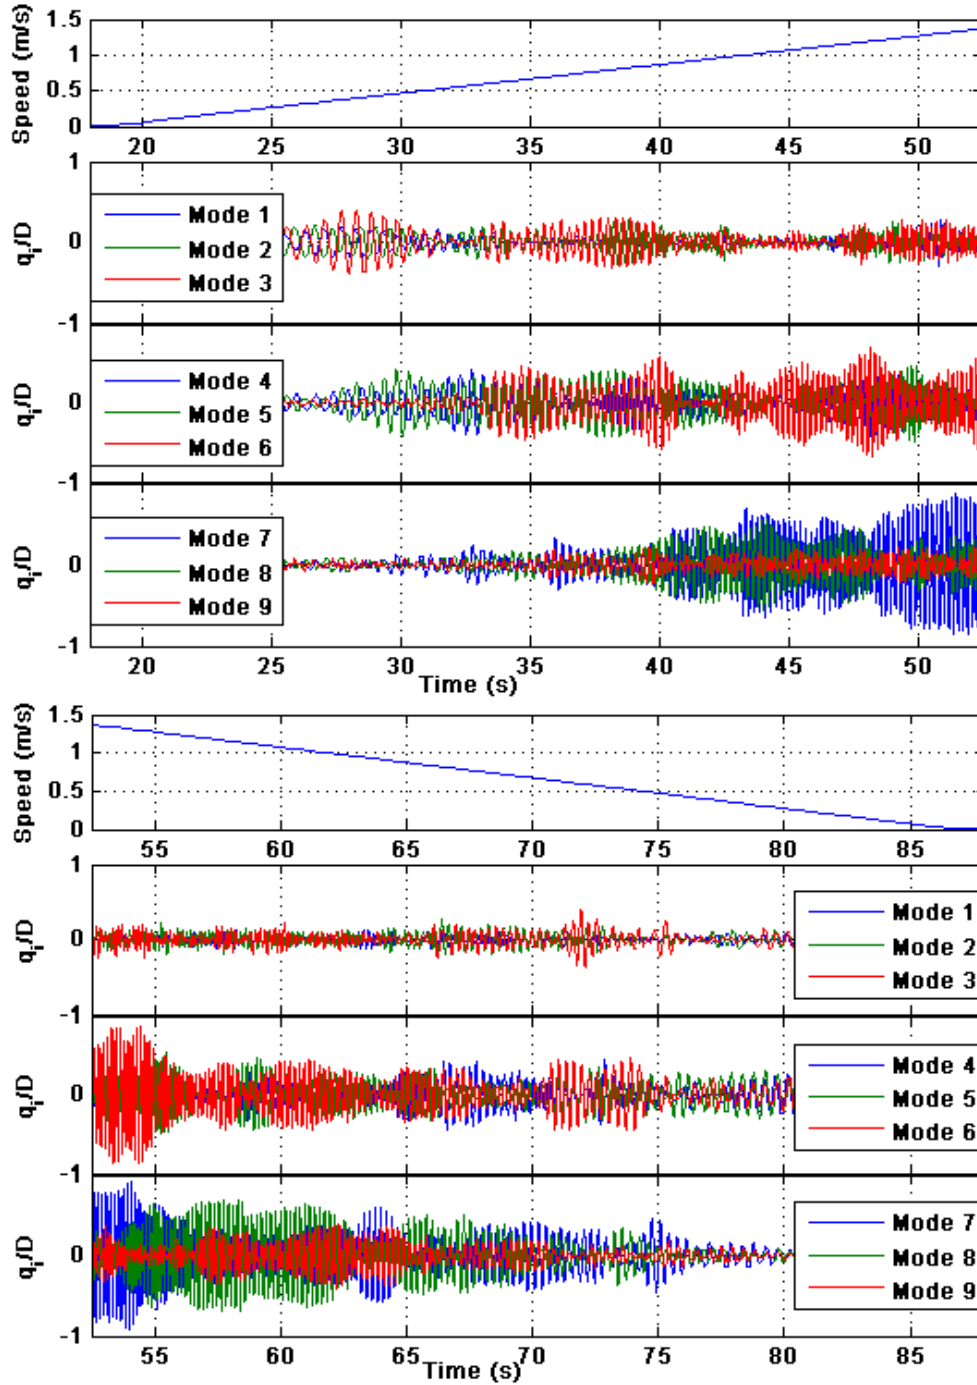 Speed (m/s)
1.5
1
0.5
0
20 25 30 35 40 45 50
q_i/D
1
0
-1
Mode 1
Mode 2
Mode 3
q_i/D
0
-1
Mode 4
Mode 5
Mode 6
q_i/D
0
-1
Mode 7
Mode 8
Mode 9
20 25 30 35 40 45 50
Time (s)
Speed (m/s)
1.5
1
0.5
0
55 60 65 70 75 80 85
q_i/D
1
0
-1
Mode 1
Mode 2
Mode 3
q_i/D
0
-1
Mode 4
Mode 5
Mode 6
q_i/D
0
-1
Mode 7
Mode 8
Mode 9
55 60 65 70 75 80 85
Time (s)